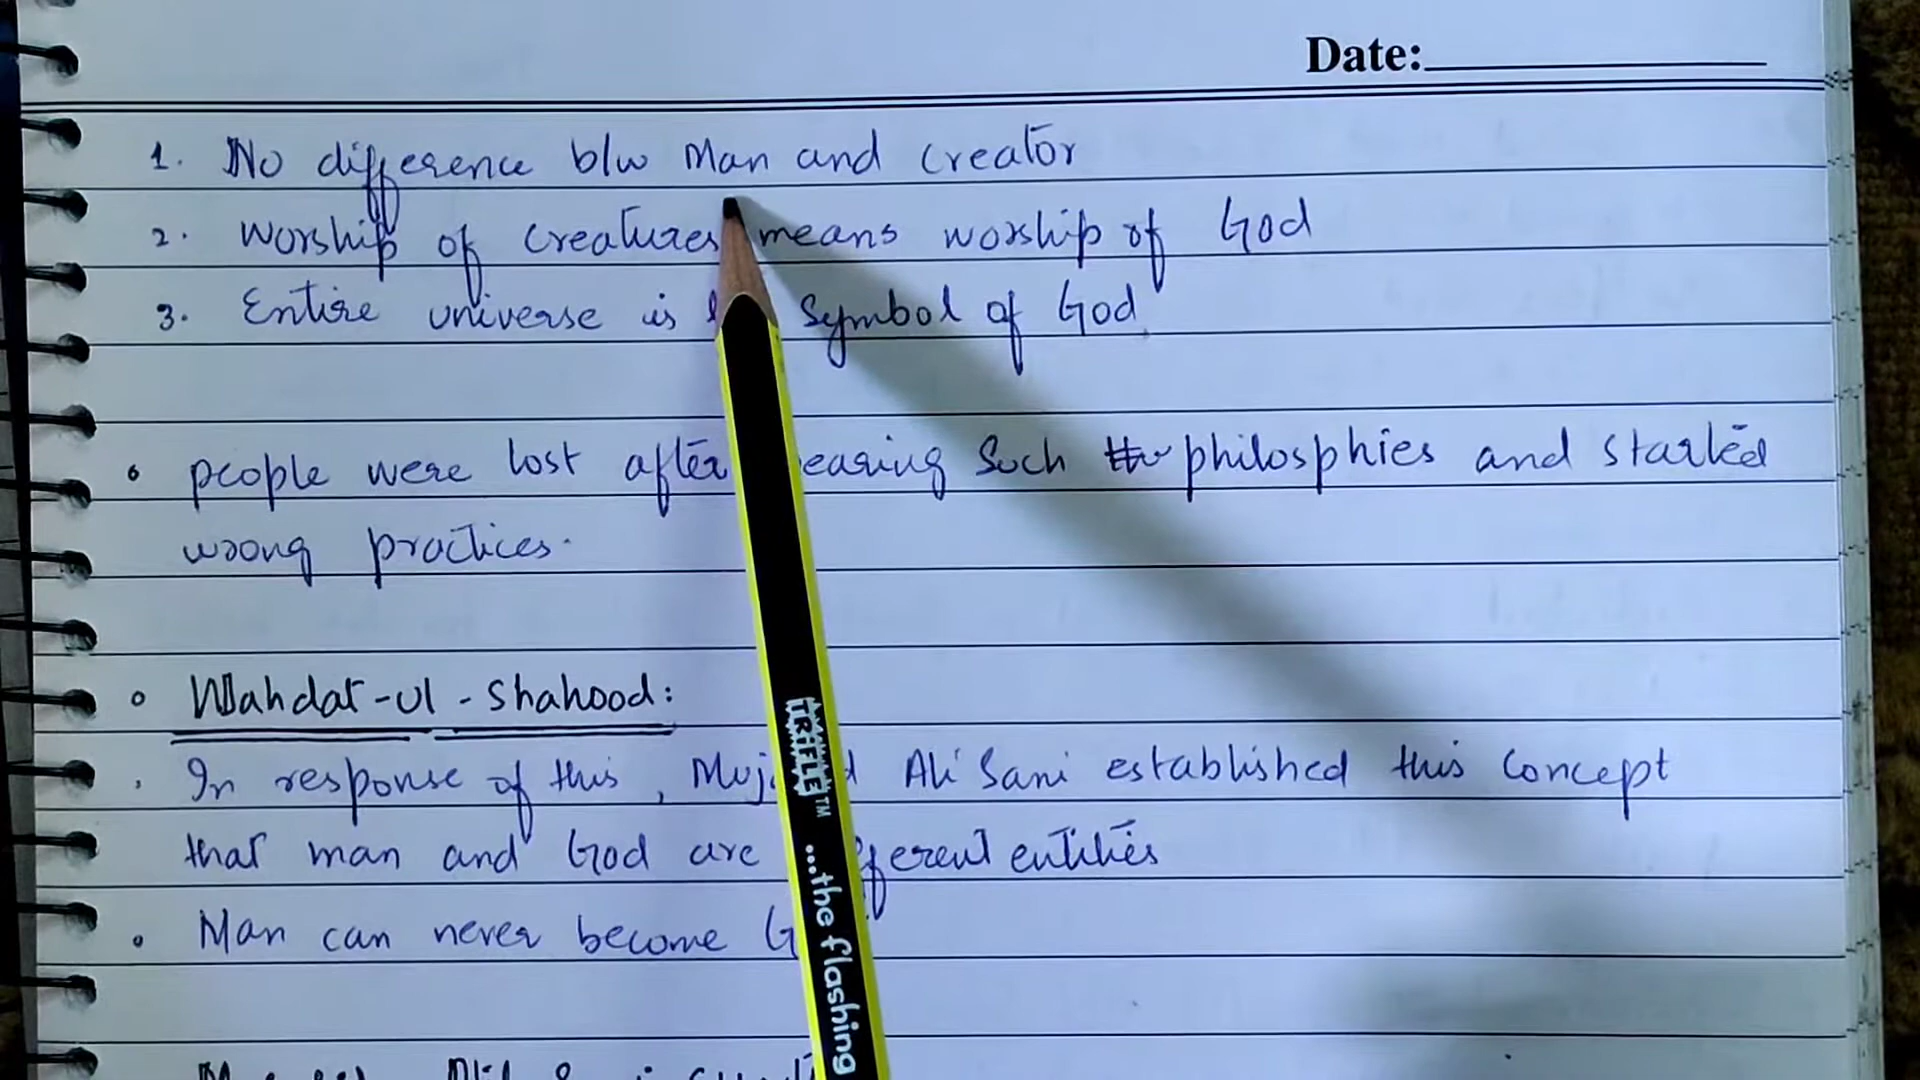 Date:
1. No difference b/w Man and Creator
2. Worship of creatures means worship of God
3. Entire universe is Symbol of God
• people were lost after Such philosphies and started
wrong practices.
• Wahdat-ul-Shahood:
. In response of this, Ali Sani established this Concept
that man and God are entities
• Man can never become
TRIFLE™ ...the flashing